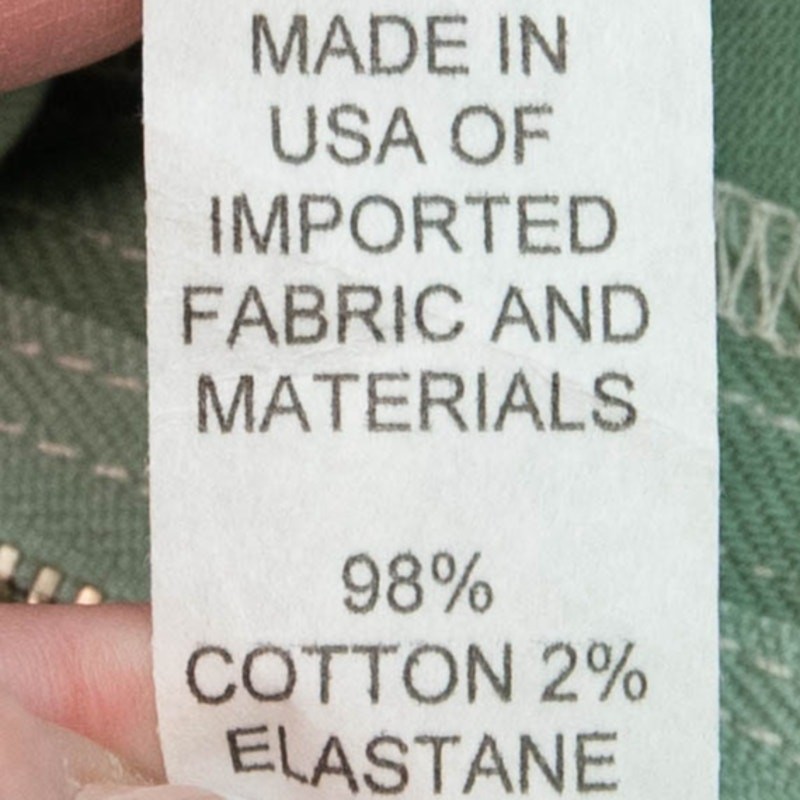 MADE IN
USA OF
IMPORTED
FABRIC AND
MATERIALS
98%
COTTON 2%
ELASTANE